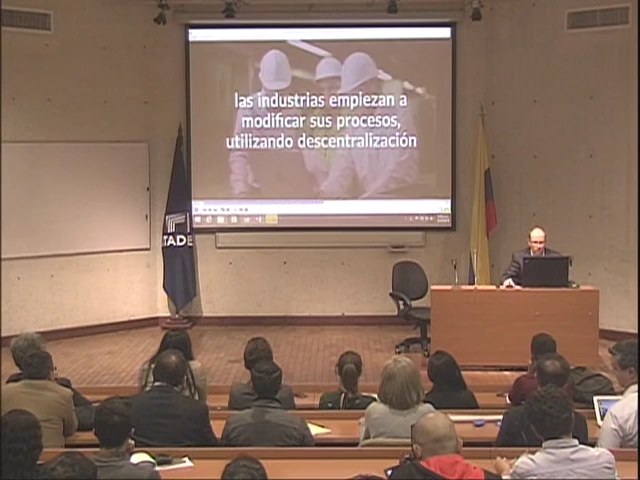 las industrias empiezan a
modificar sus procesos,
utilizando descentralización
TADE